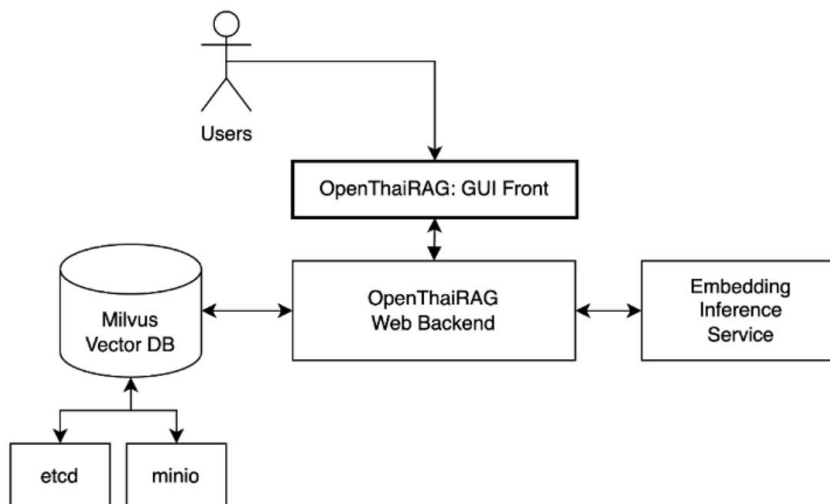 Users
OpenThaiRAG: GUI Front
OpenThaiRAG
Web Backend
Milvus
Vector DB
Embedding
Inference
Service
etcd
minio